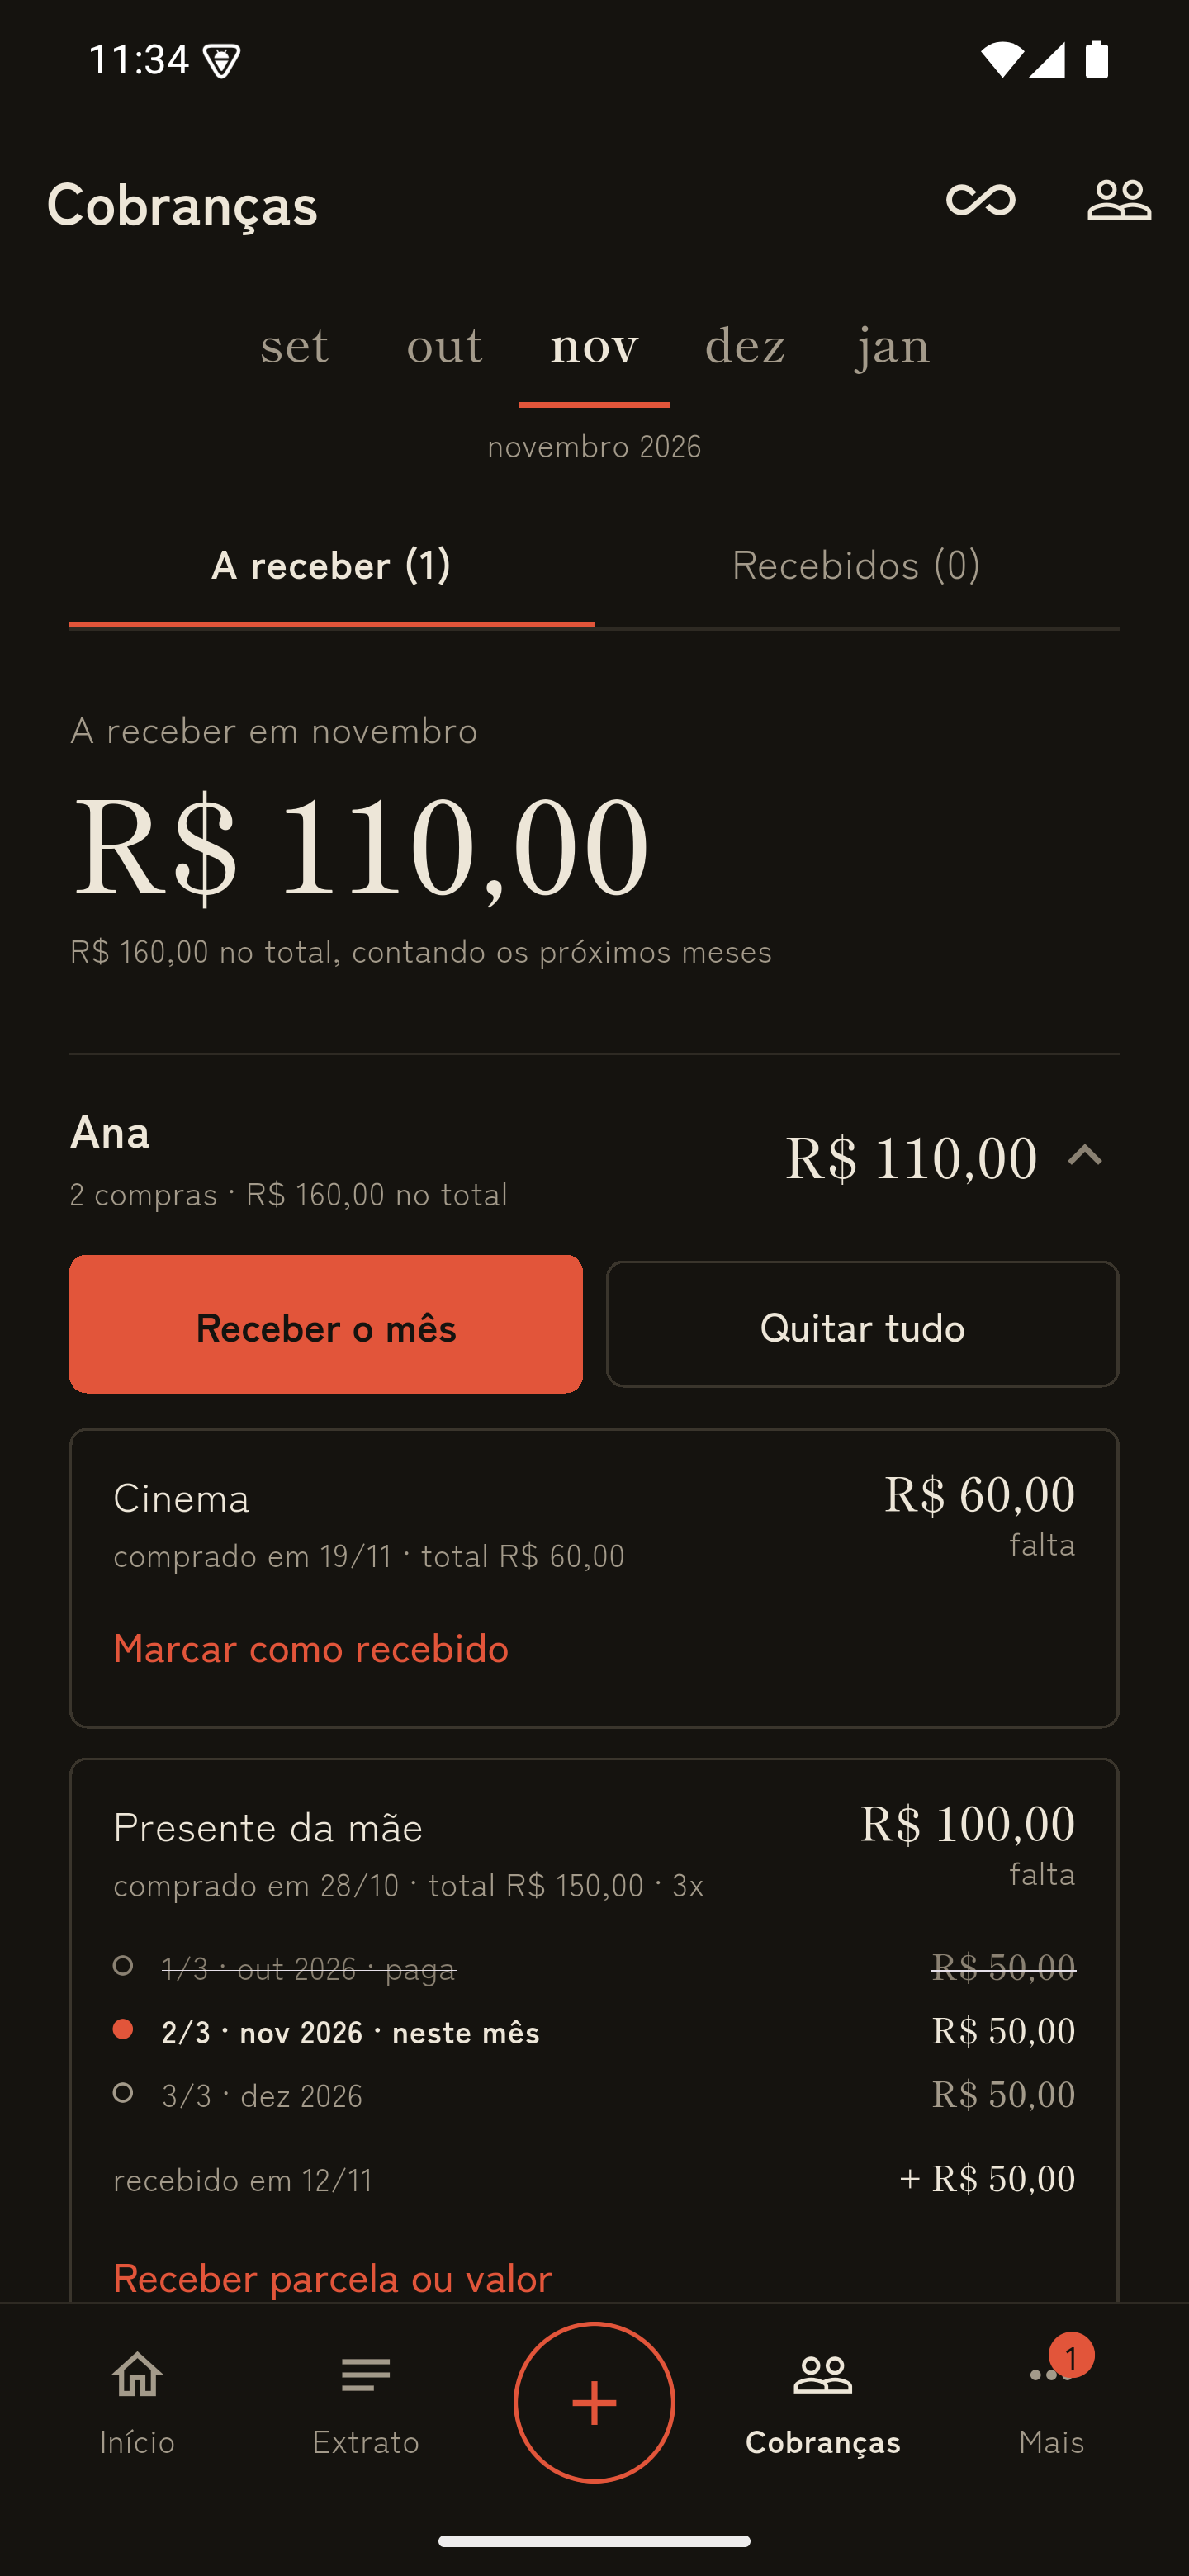 11:34
Cobranças
set out nov dez jan
novembro 2026
A receber (1) Recebidos (0)
A receber em novembro
R$ 110,00
R$ 160,00 no total, contando os próximos meses
Ana
R$ 110,00
2 compras · R$ 160,00 no total
Receber o mês Quitar tudo
Cinema R$ 60,00
comprado em 19/11 · total R$ 60,00 falta
Marcar como recebido
Presente da mãe R$ 100,00
comprado em 28/10 · total R$ 150,00 · 3x falta
1/3 · out 2026 · paga R$ 50,00
2/3 · nov 2026 · neste mês R$ 50,00
3/3 · dez 2026 R$ 50,00
recebido em 12/11 + R$ 50,00
Receber parcela ou valor
1
Início Extrato Cobranças Mais